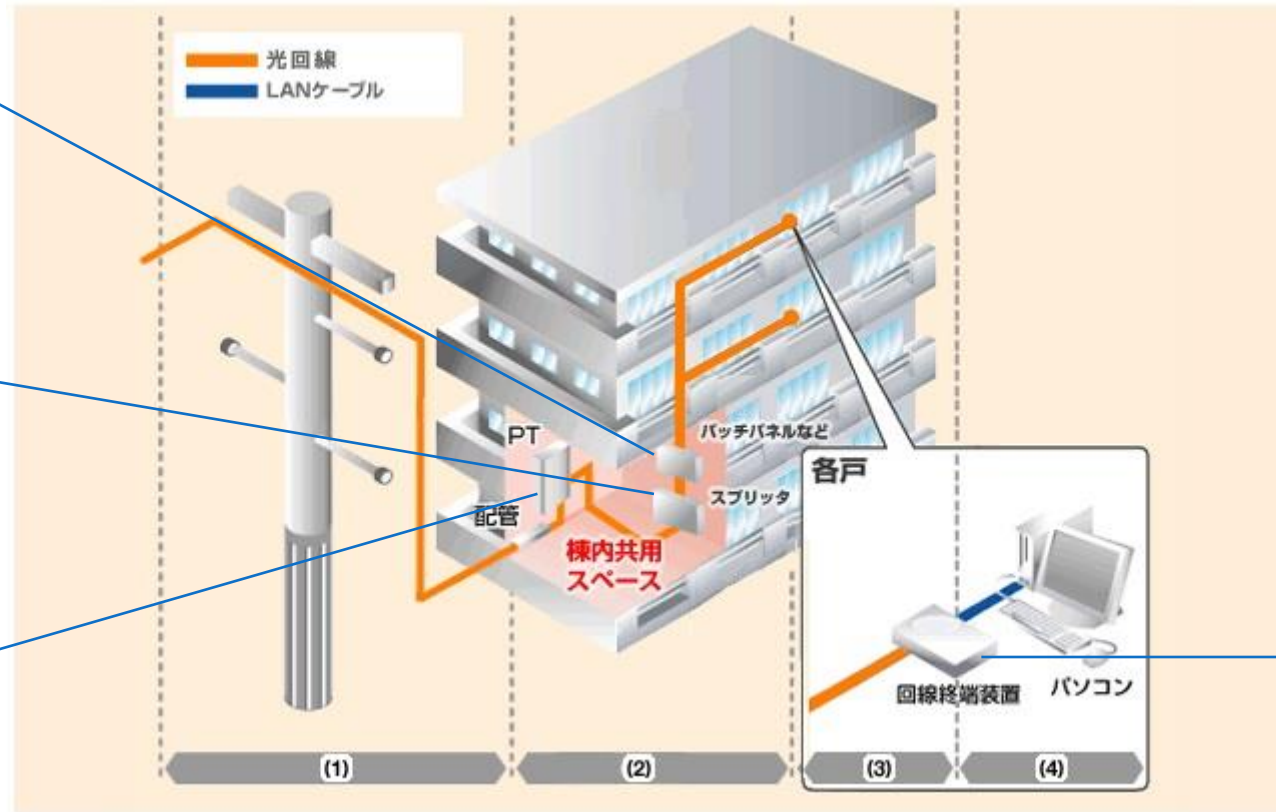 光回線
LANケーブル
PT
配管
パッチパネルなど
スプリッタ
棟内共用
スペース
各戸
回線終端装置
パソコン
(1)
(2)
(3)
(4)